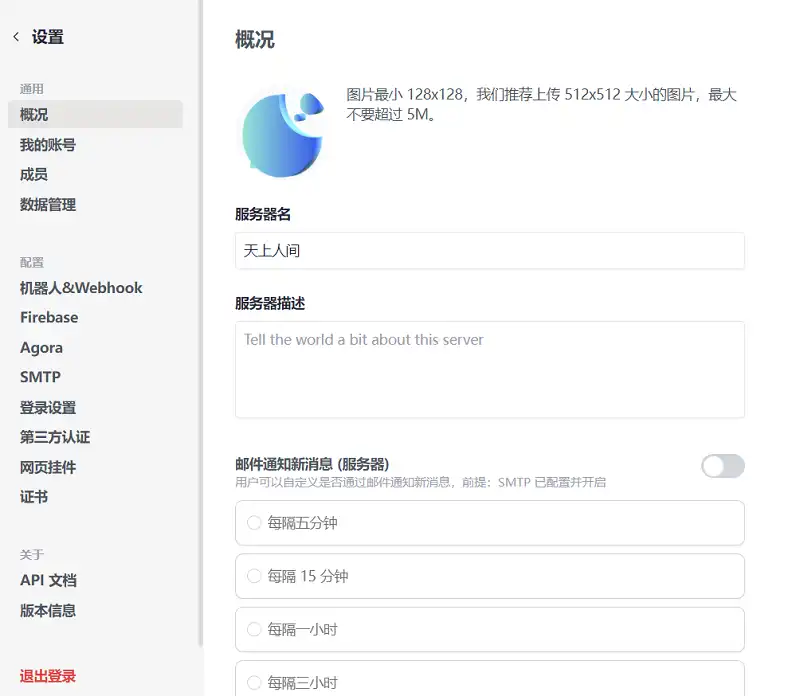 设置
通用
概况
我的账号
成员
数据管理
配置
机器人&Webhook
Firebase
Agora
SMTP
登录设置
第三方认证
网页挂件
证书
关于
API 文档
版本信息
退出登录
概况
图片最小 128x128，我们推荐上传 512x512 大小的图片，最大
不要超过 5M。
服务器名
天上人间
服务器描述
Tell the world a bit about this server
邮件通知新消息 (服务器)
用户可以自定义是否通过邮件通知新消息，前提：SMTP 已配置并开启
每隔五分钟
每隔 15 分钟
每隔一小时
每隔三小时